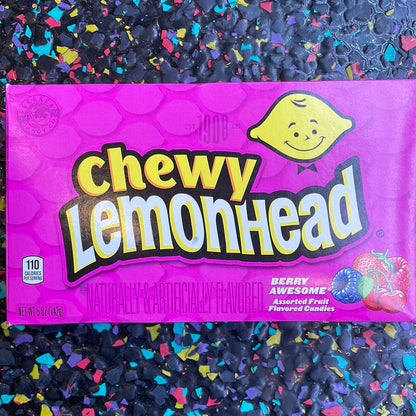 EST. 1908
chewy
LEMONHEAD®
110
CALORIES
PER SERVING
BERRY
AWESOME™
Assorted Fruit
Flavored Candies
NATURALLY & ARTIFICIALLY FLAVORED
NET WT 5 OZ (142g)